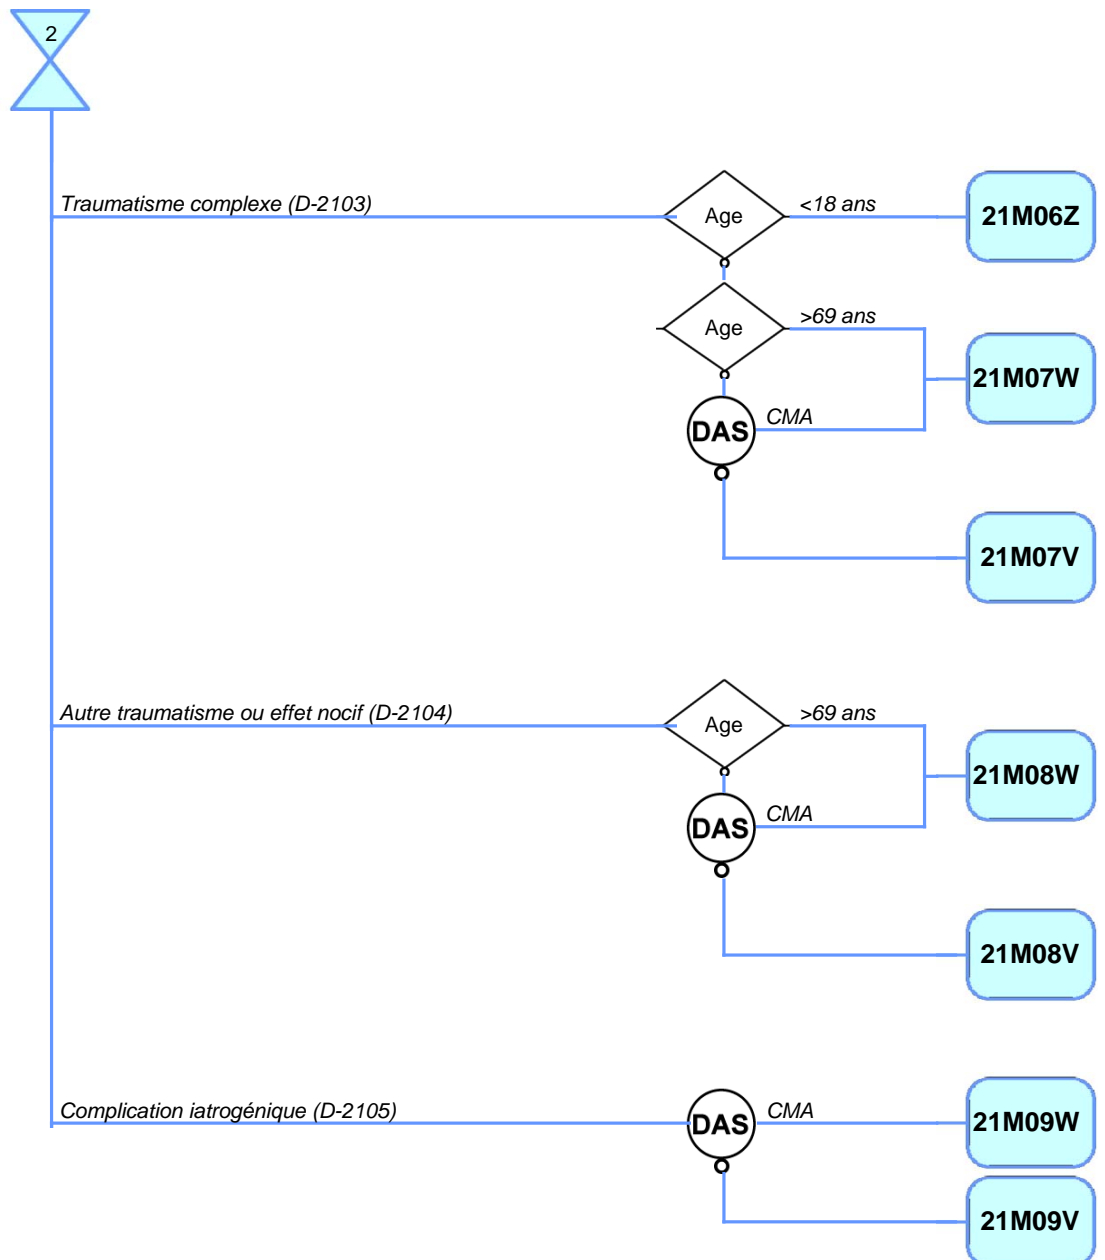 2
Traumatisme complexe (D-2103)
Age
<18 ans
21M06Z
Age
>69 ans
21M07W
DAS
CMA
21M07V
Autre traumatisme ou effet nocif (D-2104)
Age
>69 ans
21M08W
DAS
CMA
21M08V
Complication iatrogénique (D-2105)
DAS
CMA
21M09W
21M09V